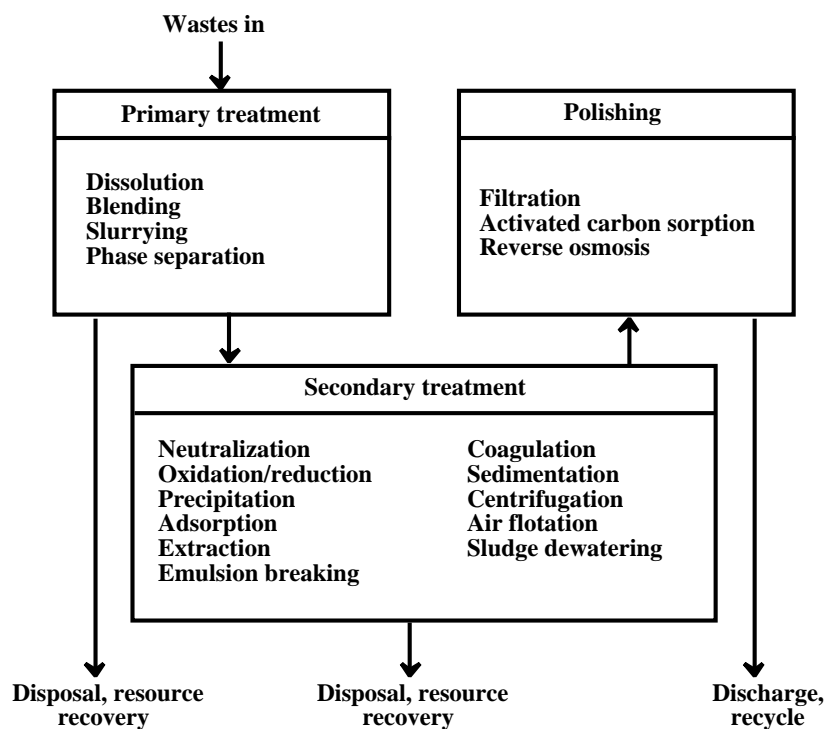 Wastes in
Primary treatment
Dissolution
Blending
Slurrying
Phase separation
Polishing
Filtration
Activated carbon sorption
Reverse osmosis
Secondary treatment
Neutralization
Oxidation/reduction
Precipitation
Adsorption
Extraction
Emulsion breaking
Coagulation
Sedimentation
Centrifugation
Air flotation
Sludge dewatering
Disposal, resource
recovery
Disposal, resource
recovery
Discharge,
recycle